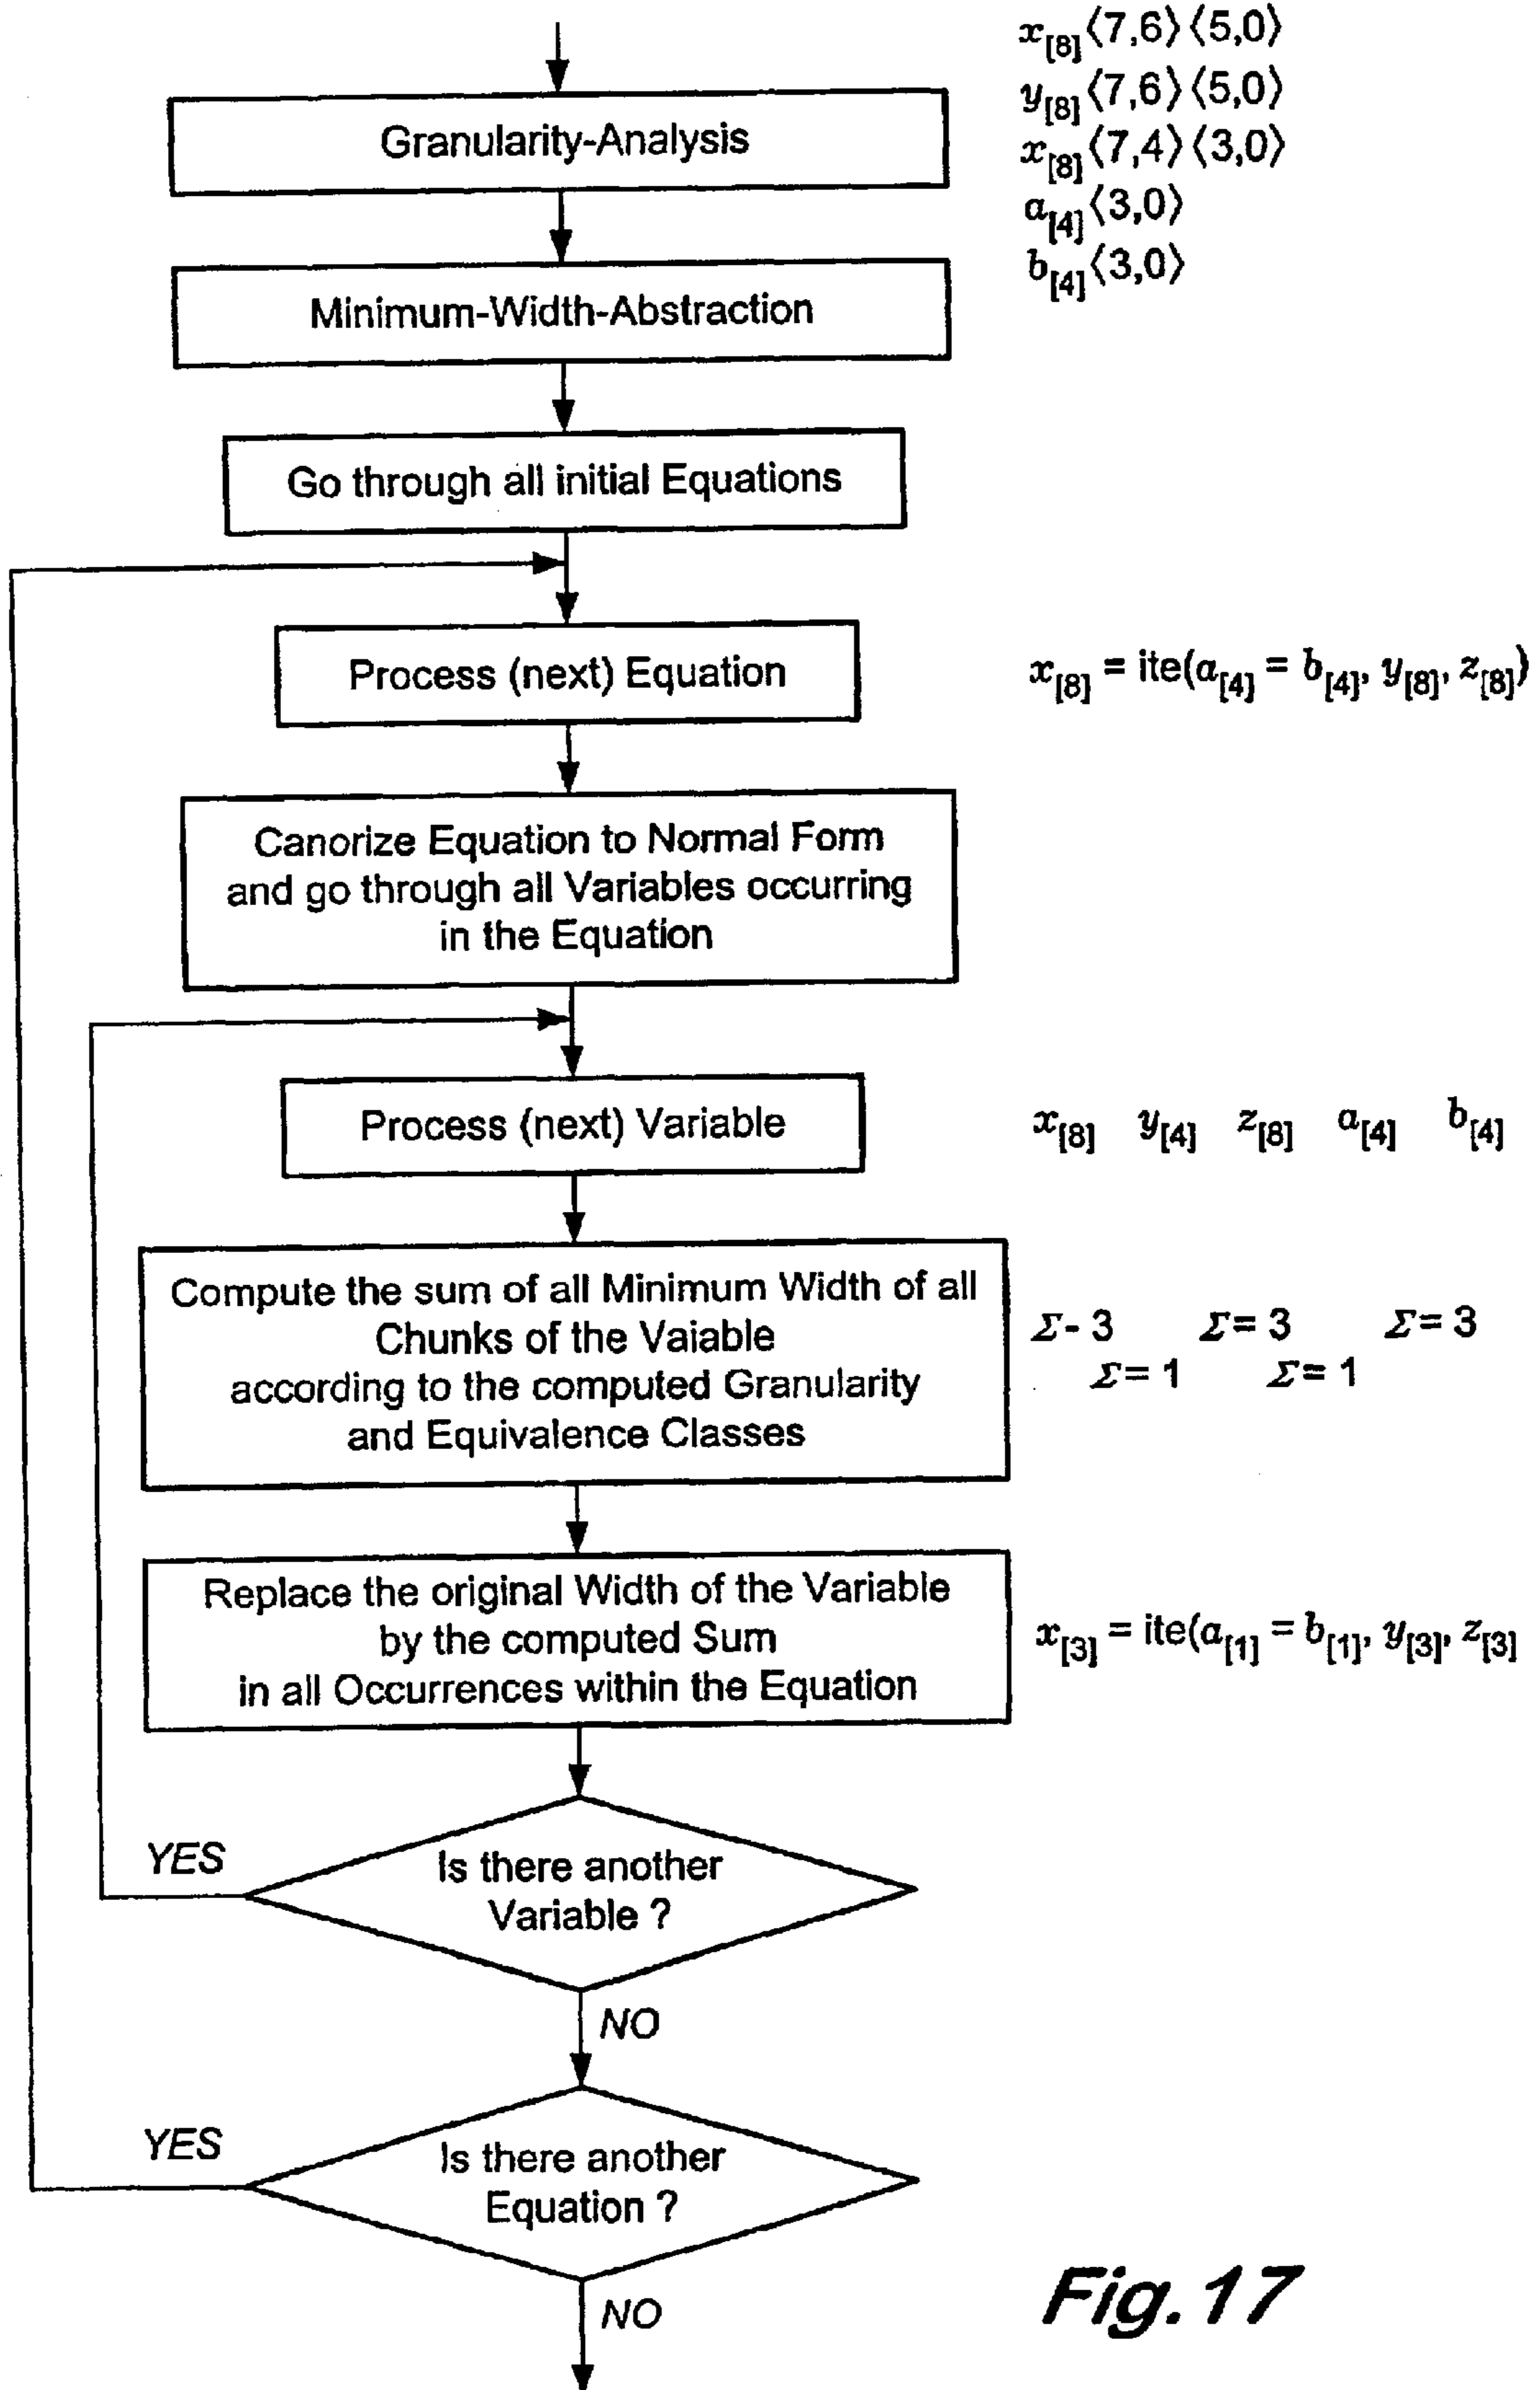 x[8]⟨7,6⟩⟨5,0⟩
y[8]⟨7,6⟩⟨5,0⟩
Granularity-Analysis
x[8]⟨7,4⟩⟨3,0⟩
a[4]⟨3,0⟩
b[4]⟨3,0⟩
Minimum-Width-Abstraction
Go through all initial Equations
Process (next) Equation
x[8] = ite(a[4] = b[4], y[8], z[8])
Canorize Equation to Normal Form
and go through all Variables occurring
in the Equation
Process (next) Variable
x[8] y[4] z[8] a[4] b[4]
Compute the sum of all Minimum Width of all
Chunks of the Vaiable
according to the computed Granularity
and Equivalence Classes
Σ- 3 Σ= 3 Σ= 3
Σ= 1 Σ= 1
Replace the original Width of the Variable
by the computed Sum
in all Occurrences within the Equation
x[3] = ite(a[1] = b[1], y[3], z[3]
Is there another
Variable ?
YES
NO
Is there another
Equation ?
YES
NO
Fig. 17